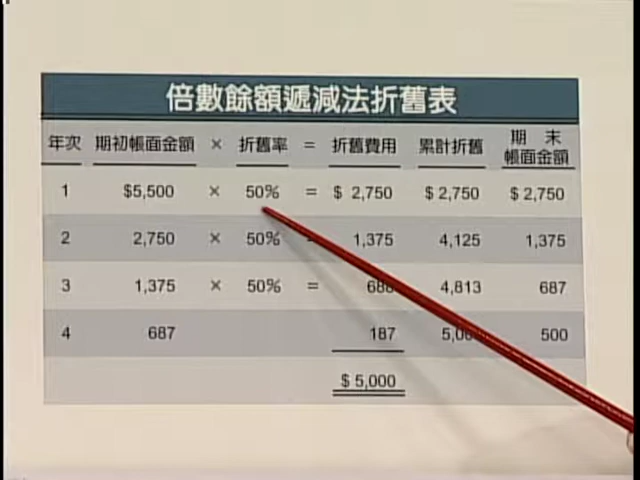 倍數餘額遞減法折舊表
年次 期初帳面金額 × 折舊率 = 折舊費用 累計折舊 期末帳面金額
1 $5,500 × 50% = $ 2,750 $ 2,750 $ 2,750
2 2,750 × 50% = 1,375 4,125 1,375
3 1,375 × 50% = 688 4,813 687
4 687 187 500
$ 5,000